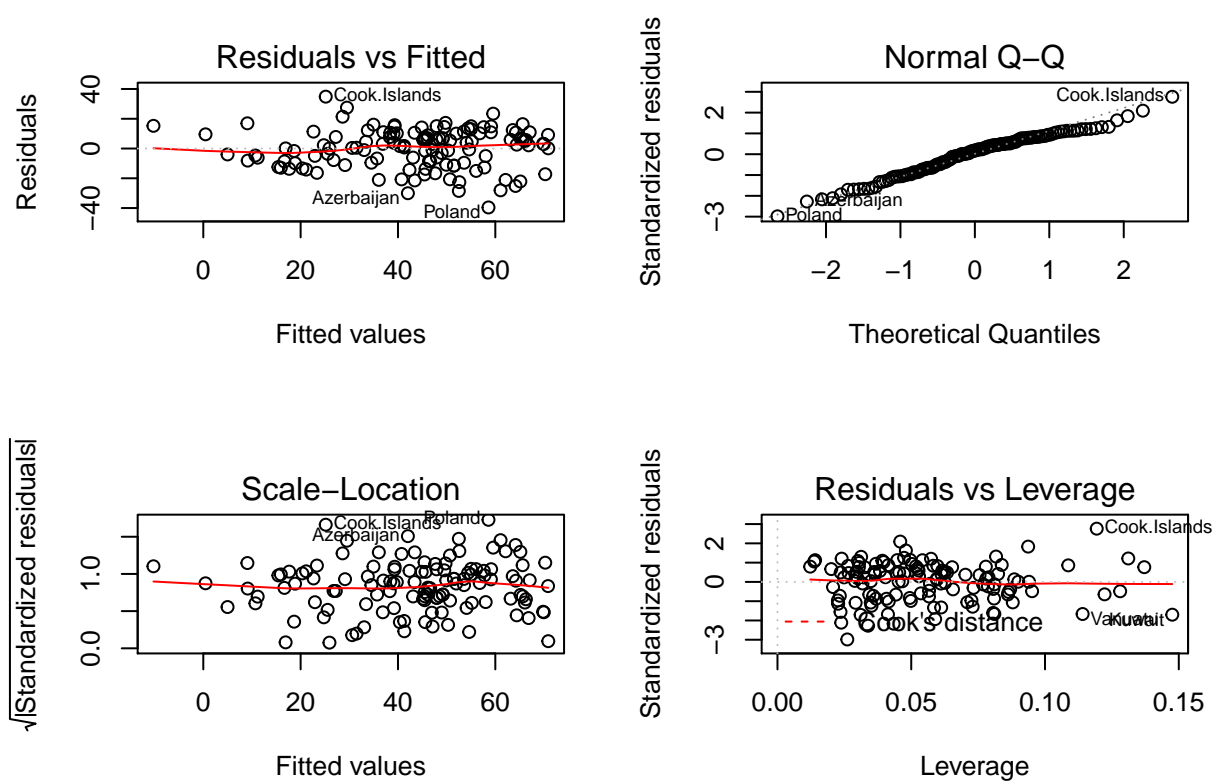 Residuals vs Fitted
Residuals
40
0
−40
Cook.Islands
Azerbaijan
Poland
0 20 40 60
Fitted values
Normal Q−Q
Standardized residuals
2
0
−3
Cook.Islands
Azerbaijan
Poland
−2 −1 0 1 2
Theoretical Quantiles
Scale−Location
√|Standardized residuals|
1.0
0.0
Cook.Islands
Poland
Azerbaijan
0 20 40 60
Fitted values
Residuals vs Leverage
Standardized residuals
2
0
−3
Cook.Islands
Vanuatu
Kuwait
Cook's distance
0.00 0.05 0.10 0.15
Leverage